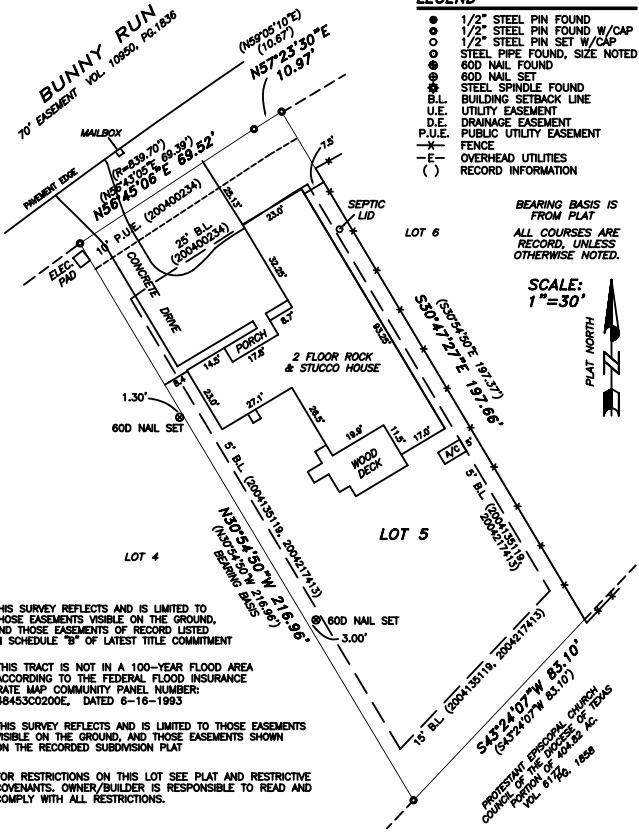 LEGEND
1/2" STEEL PIN FOUND
1/2" STEEL PIN FOUND W/CAP
1/2" STEEL PIN SET W/CAP
STEEL PIPE FOUND, SIZE NOTED
60D NAIL FOUND
60D NAIL SET
STEEL SPINDLE FOUND
B.L. BUILDING SETBACK LINE
U.E. UTILITY EASEMENT
D.E. DRAINAGE EASEMENT
P.U.E. PUBLIC UTILITY EASEMENT
-X- FENCE
-E- OVERHEAD UTILITIES
( ) RECORD INFORMATION
BEARING BASIS IS
FROM PLAT
ALL COURSES ARE
RECORD, UNLESS
OTHERWISE NOTED.
SCALE:
1"=30'
PLAT NORTH
N
BUNNY RUN
70' EASEMENT VOL. 10950, PG.1836
(N59°05'10"E)
(10.67')
N57°23'30"E
10.97'
MAILBOX
PAVEMENT EDGE
(R=839.70')
(N56°43'05"E 69.39')
N56°45'06"E 69.52'
10' P.U.E. (200400234)
25' B.L.
(200400234)
25.13'
7.5'
ELEC.
PAD
CONCRETE
DRIVE
23.0'
32.25'
SEPTIC
LID
LOT 6
93.25'
(S30°54'50"E 197.37')
S30°47'27"E 197.66'
8.7'
PORCH
14.5'
17.8'
2 FLOOR ROCK
& STUCCO HOUSE
8.4
23.0'
1.30'
60D NAIL SET
27.1'
26.5'
19.9'
11.5'
17.0'
WOOD
DECK
A/C
5'
5' B.L. (2004135119, 2004217413)
5' B.L. (2004135119,
2004217413)
LOT 5
LOT 4
N30°54'50"W 216.96'
(N30°54'50"W 216.96')
BEARING BASIS
60D NAIL SET
3.00'
15' B.L. (2004135119, 2004217413)
S43°24'07"W 83.10'
(S43°24'07"W 83.10')
PROTESTANT EPISCOPAL CHURCH
COUNCIL OF THE DIOCESE OF TEXAS
PORTION OF 404.82 AC.
VOL. 617, PG. 1858
HIS SURVEY REFLECTS AND IS LIMITED TO
HOSE EASEMENTS VISIBLE ON THE GROUND,
ND THOSE EASEMENTS OF RECORD LISTED
N SCHEDULE "B" OF LATEST TITLE COMMITMENT
THIS TRACT IS NOT IN A 100-YEAR FLOOD AREA
ACCORDING TO THE FEDERAL FLOOD INSURANCE
RATE MAP COMMUNITY PANEL NUMBER:
48453C0200E, DATED 6-16-1993
THIS SURVEY REFLECTS AND IS LIMITED TO THOSE EASEMENTS
VISIBLE ON THE GROUND, AND THOSE EASEMENTS SHOWN
ON THE RECORDED SUBDIVISION PLAT
FOR RESTRICTIONS ON THIS LOT SEE PLAT AND RESTRICTIVE
COVENANTS. OWNER/BUILDER IS RESPONSIBLE TO READ AND
COMPLY WITH ALL RESTRICTIONS.